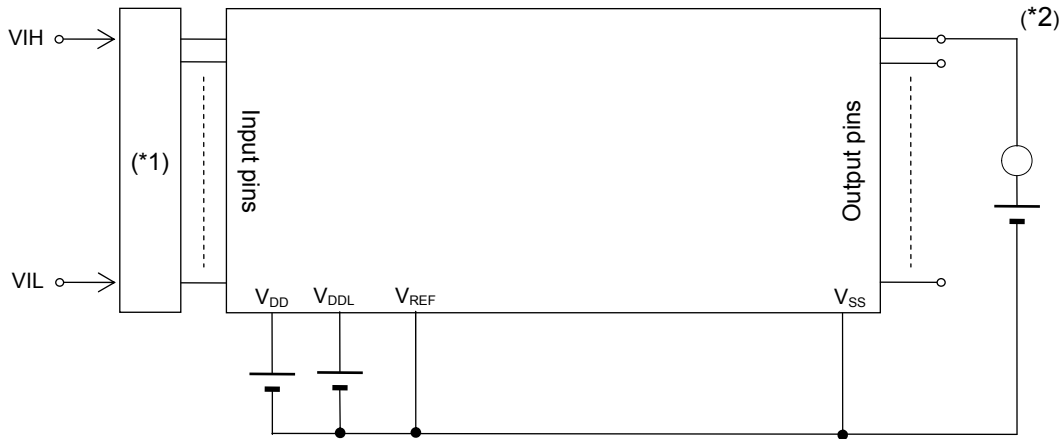 (*2)
VIH
(*1)
Input pins
Output pins
VIL
VDD
VDDL
VREF
VSS